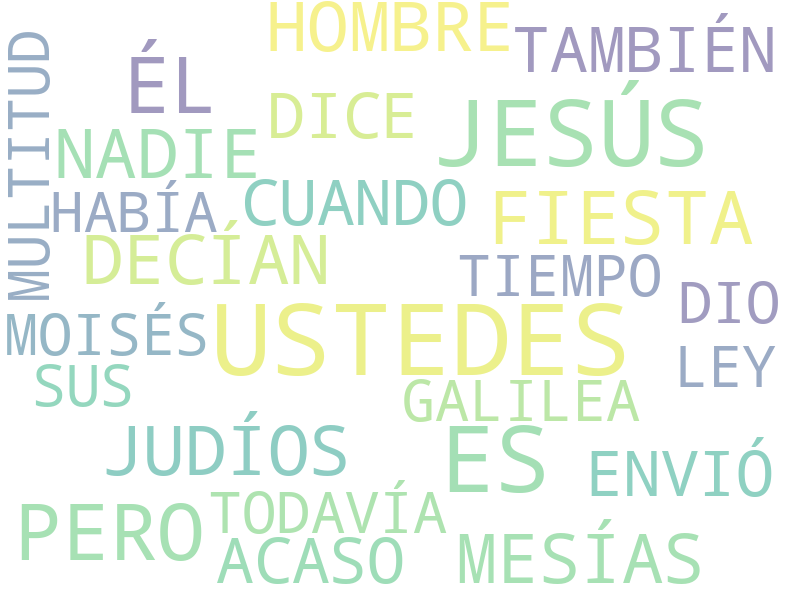 HOMBRE
TAMBIÉN
MULTITUD
ÉL
DICE
JESÚS
NADIE
HABÍA
CUANDO
FIESTA
DECÍAN
TIEMPO
DIO
MOISÉS
USTEDES
LEY
SUS
GALILEA
JUDÍOS
ES
ENVIÓ
PERO
TODAVÍA
ACASO
MESÍAS